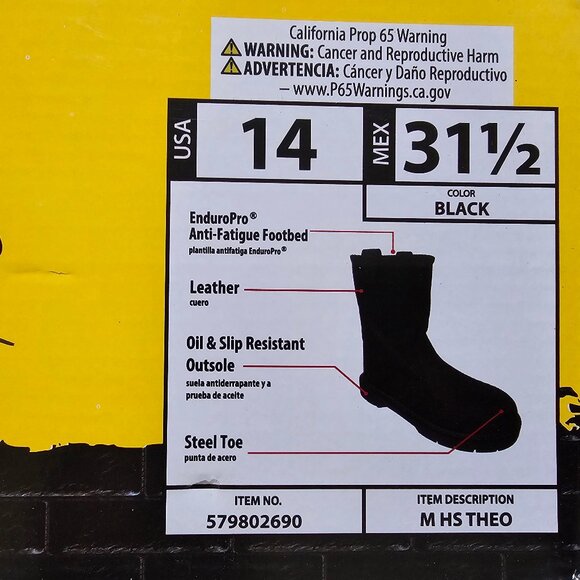 California Prop 65 Warning
⚠WARNING: Cancer and Reproductive Harm
⚠ADVERTENCIA: Cáncer y Daño Reproductivo
– www.P65Warnings.ca.gov
USA 14 MEX 31½
COLOR
BLACK
EnduroPro®
Anti-Fatigue Footbed
plantilla antifatiga EnduroPro®
Leather
cuero
Oil & Slip Resistant
Outsole
suela antiderrapante y a
prueba de aceite
Steel Toe
punta de acero
ITEM NO.
579802690
ITEM DESCRIPTION
M HS THEO